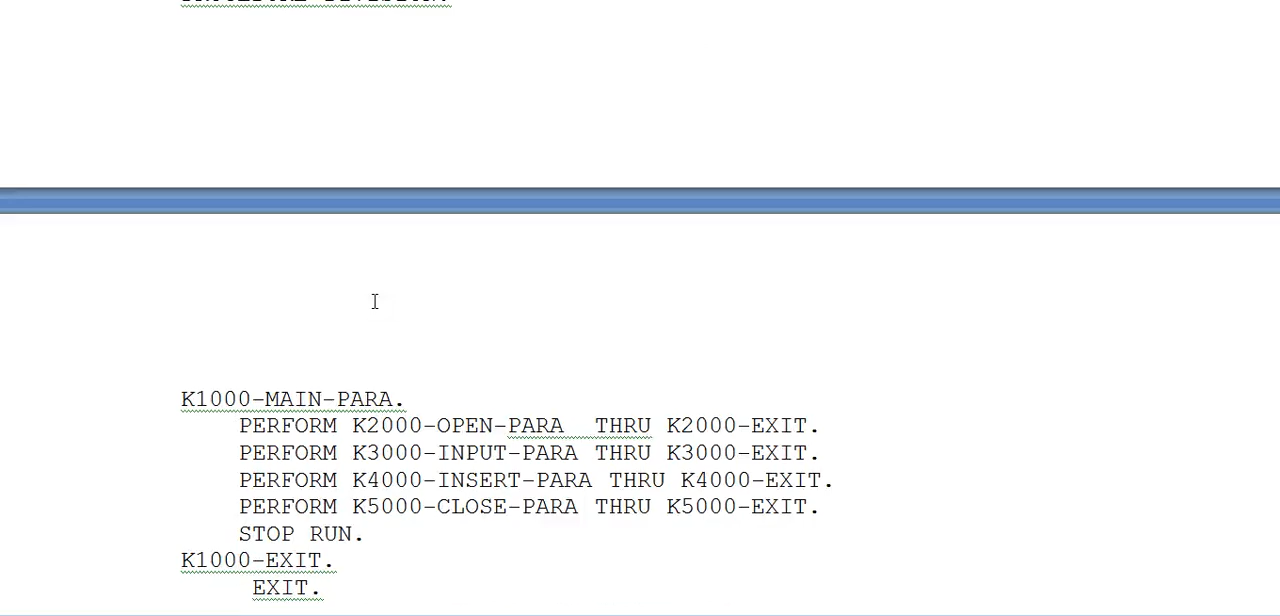 K1000-MAIN-PARA.
PERFORM K2000-OPEN-PARA  THRU K2000-EXIT.
PERFORM K3000-INPUT-PARA THRU K3000-EXIT.
PERFORM K4000-INSERT-PARA THRU K4000-EXIT.
PERFORM K5000-CLOSE-PARA THRU K5000-EXIT.
STOP RUN.
K1000-EXIT.
EXIT.